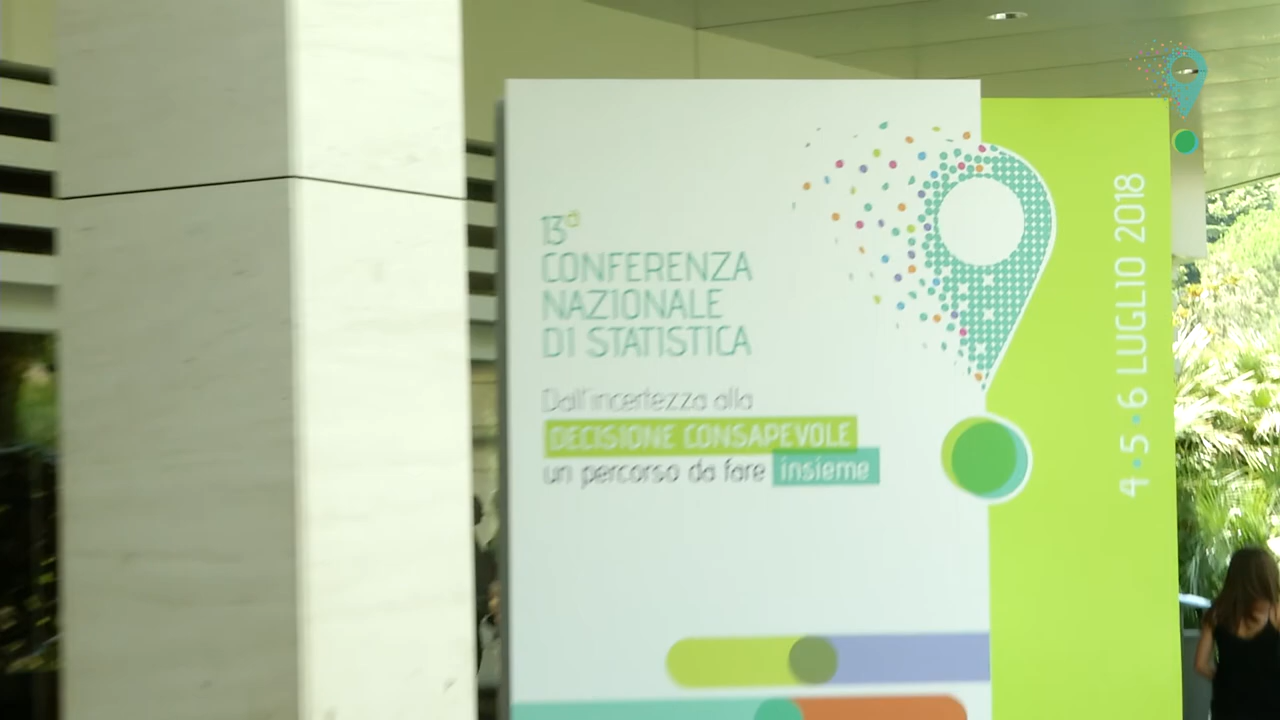 13°
CONFERENZA
NAZIONALE
DI STATISTICA
Dall'incertezza alla
DECISIONE CONSAPEVOLE
un percorso da fare insieme
4•5•6 LUGLIO 2018